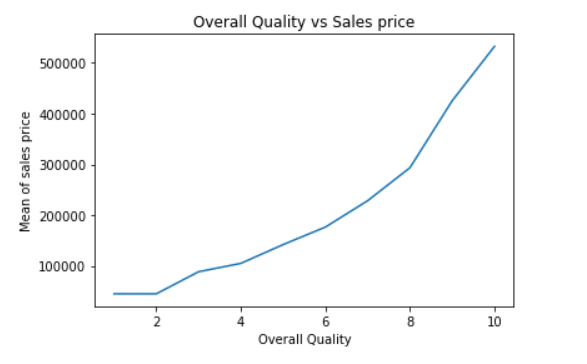 Overall Quality vs Sales price
500000
400000
300000
200000
100000
Mean of sales price
2 4 6 8 10
Overall Quality